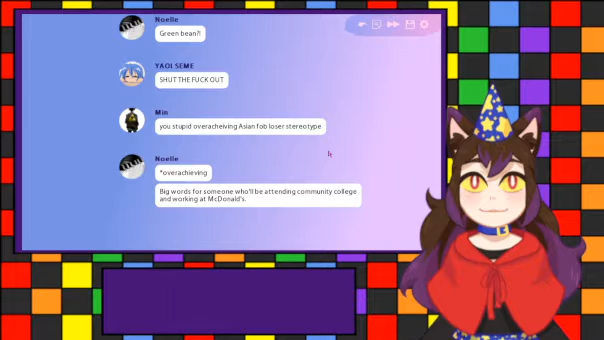 Noelle
Green bean?!
YAOI SEME
SHUT THE FUCK OUT
Min
you stupid overacheiving Asian fob loser stereotype
Noelle
*overachieving
Big words for someone who'll be attending community college
and working at McDonald's.